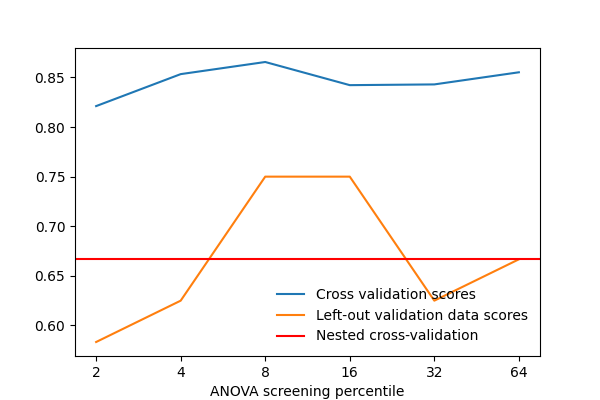 0.85
0.80
0.75
0.70
0.65
0.60
Cross validation scores
Left-out validation data scores
Nested cross-validation
2 4 8 16 32 64
ANOVA screening percentile